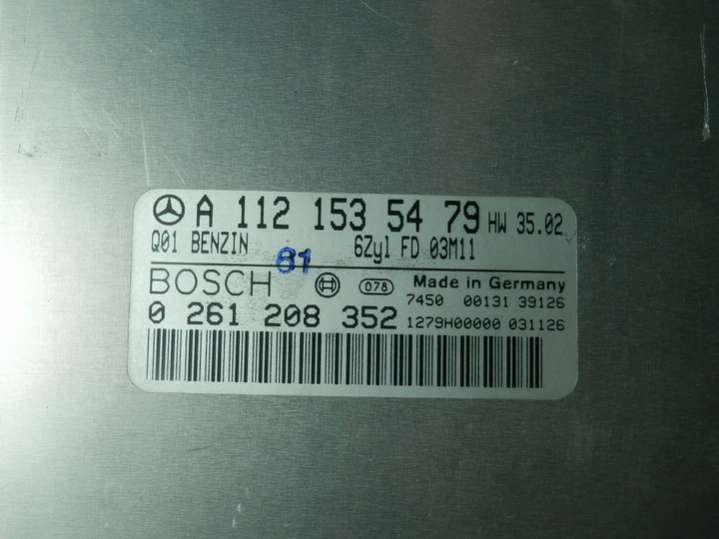 A 112 153 54 79 HW 35.02
Q01 BENZIN 6Zyl FD 03M11
61
BOSCH 078 Made in Germany
7450 00131 39126
0 261 208 352 1279H00000 031126